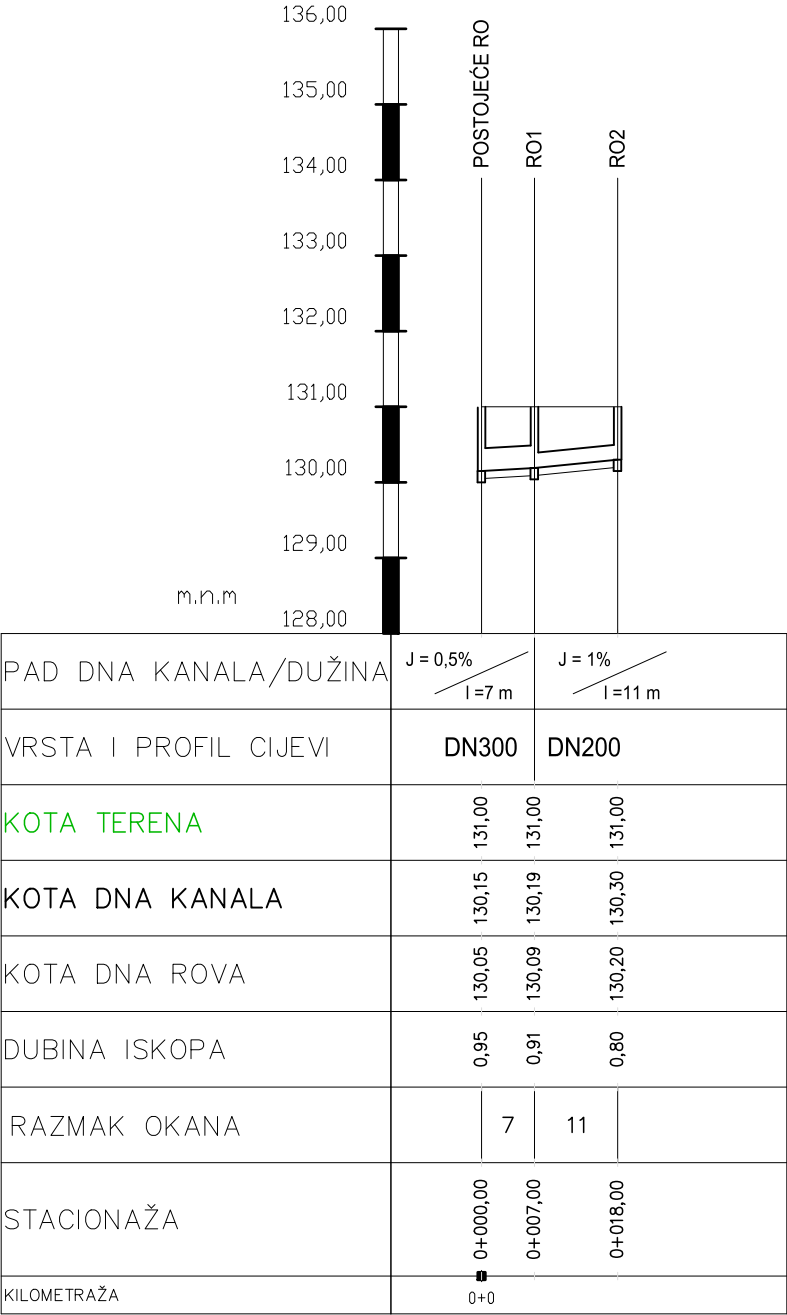 136,00
135,00
134,00
133,00
132,00
131,00
130,00
129,00
m.n.m
128,00
POSTOJEĆE RO
RO1
RO2
PAD DNA KANALA/DUŽINA
J = 0,5%
l =7 m
J = 1%
l =11 m
VRSTA I PROFIL CIJEVI
DN300
DN200
KOTA TERENA
131,00
131,00
131,00
KOTA DNA KANALA
130,15
130,19
130,30
KOTA DNA ROVA
130,05
130,09
130,20
DUBINA ISKOPA
0,95
0,91
0,80
RAZMAK OKANA
7
11
STACIONAŽA
0+000,00
0+007,00
0+018,00
KILOMETRAŽA
0+0